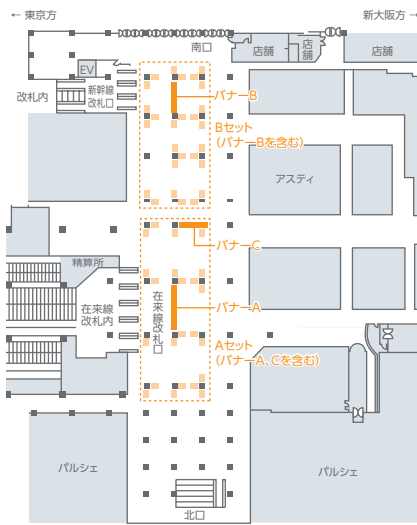 ← 東京方
新大阪方 →
南口
店舗
店舗
店舗
EV
改札内
新幹線
改札口
バナーB
Bセット
(バナーBを含む)
アスティ
バナーC
精算所
在来線
改札内
在来線改札口
バナーA
Aセット
(バナーA､Cを含む)
パルシェ
パルシェ
北口